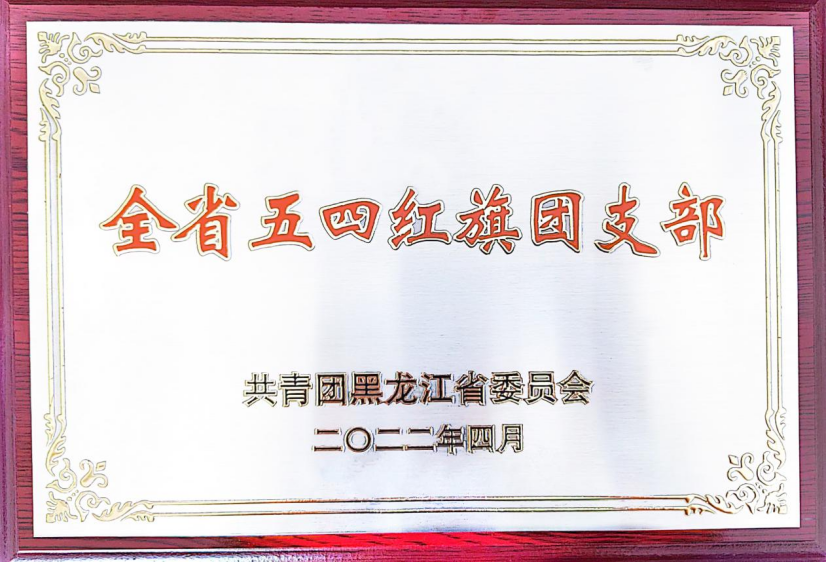 全省五四红旗团支部
共青团黑龙江省委员会
二〇二二年四月